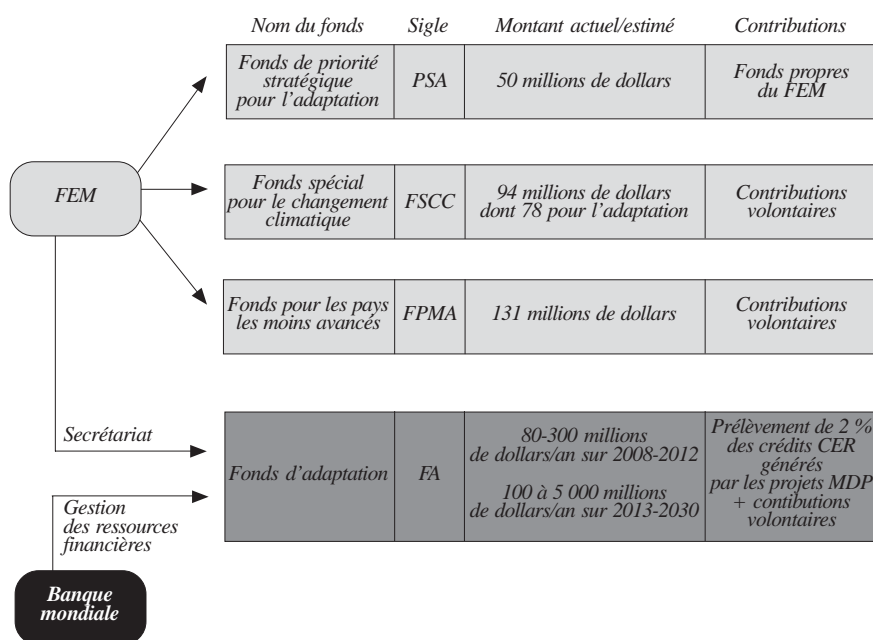 Nom du fonds Sigle Montant actuel/estimé Contributions
Fonds de priorité
stratégique
pour l'adaptation
PSA
50 millions de dollars
Fonds propres
du FEM
FEM
Fonds spécial
pour le changement
climatique
FSCC
94 millions de dollars
dont 78 pour l'adaptation
Contributions
volontaires
Fonds pour les pays
les moins avancés
FPMA
131 millions de dollars
Contributions
volontaires
Secrétariat
Fonds d'adaptation
FA
80-300 millions
de dollars/an sur 2008-2012
100 à 5 000 millions
de dollars/an sur 2013-2030
Prélèvement de 2 %
des crédits CER
générés
par les projets MDP
+ contibutions
volontaires
Gestion
des ressources
financières
Banque
mondiale